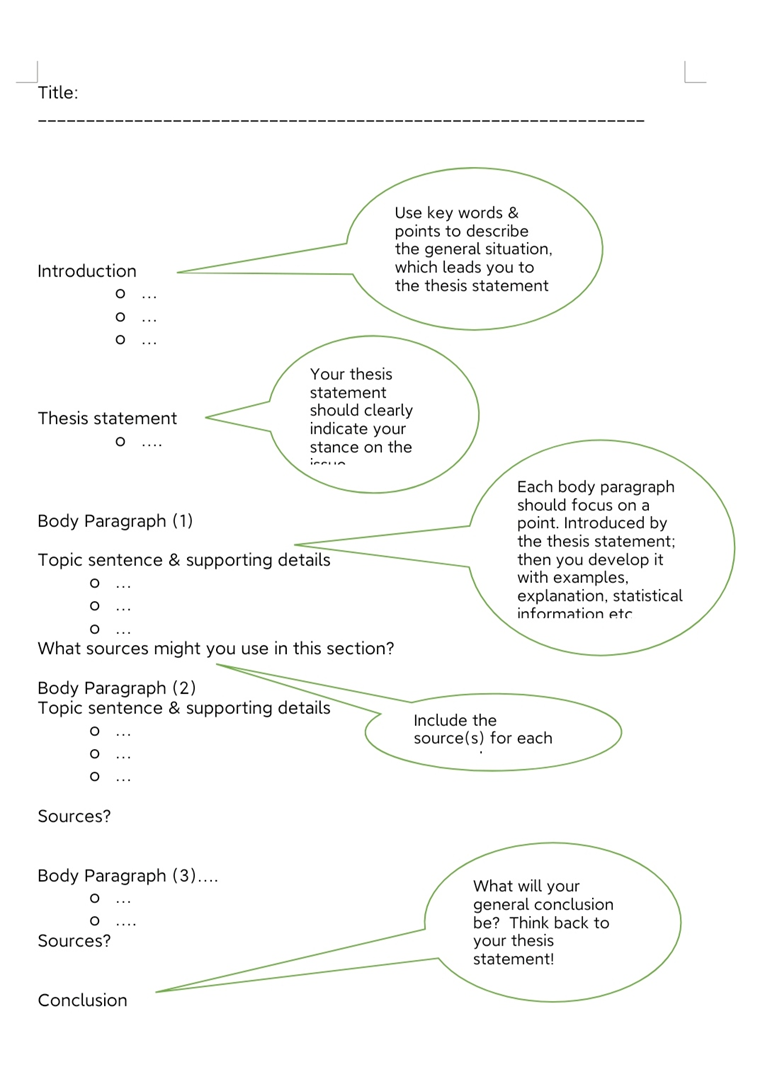 Title:
_______________________________________________________________
Use key words &
points to describe
the general situation,
which leads you to
the thesis statement
Introduction
o ...
o ...
o ...
Your thesis
statement
should clearly
indicate your
stance on the
Thesis statement
o ....
Each body paragraph
should focus on a
point. Introduced by
the thesis statement;
then you develop it
with examples,
explanation, statistical
information etc
Body Paragraph (1)
Topic sentence & supporting details
o ...
o ...
o ...
What sources might you use in this section?
Body Paragraph (2)
Topic sentence & supporting details
o ...
o ...
o ...
Include the
source(s) for each
Sources?
Body Paragraph (3)....
o ...
o ....
Sources?
What will your
general conclusion
be?  Think back to
your thesis
statement!
Conclusion